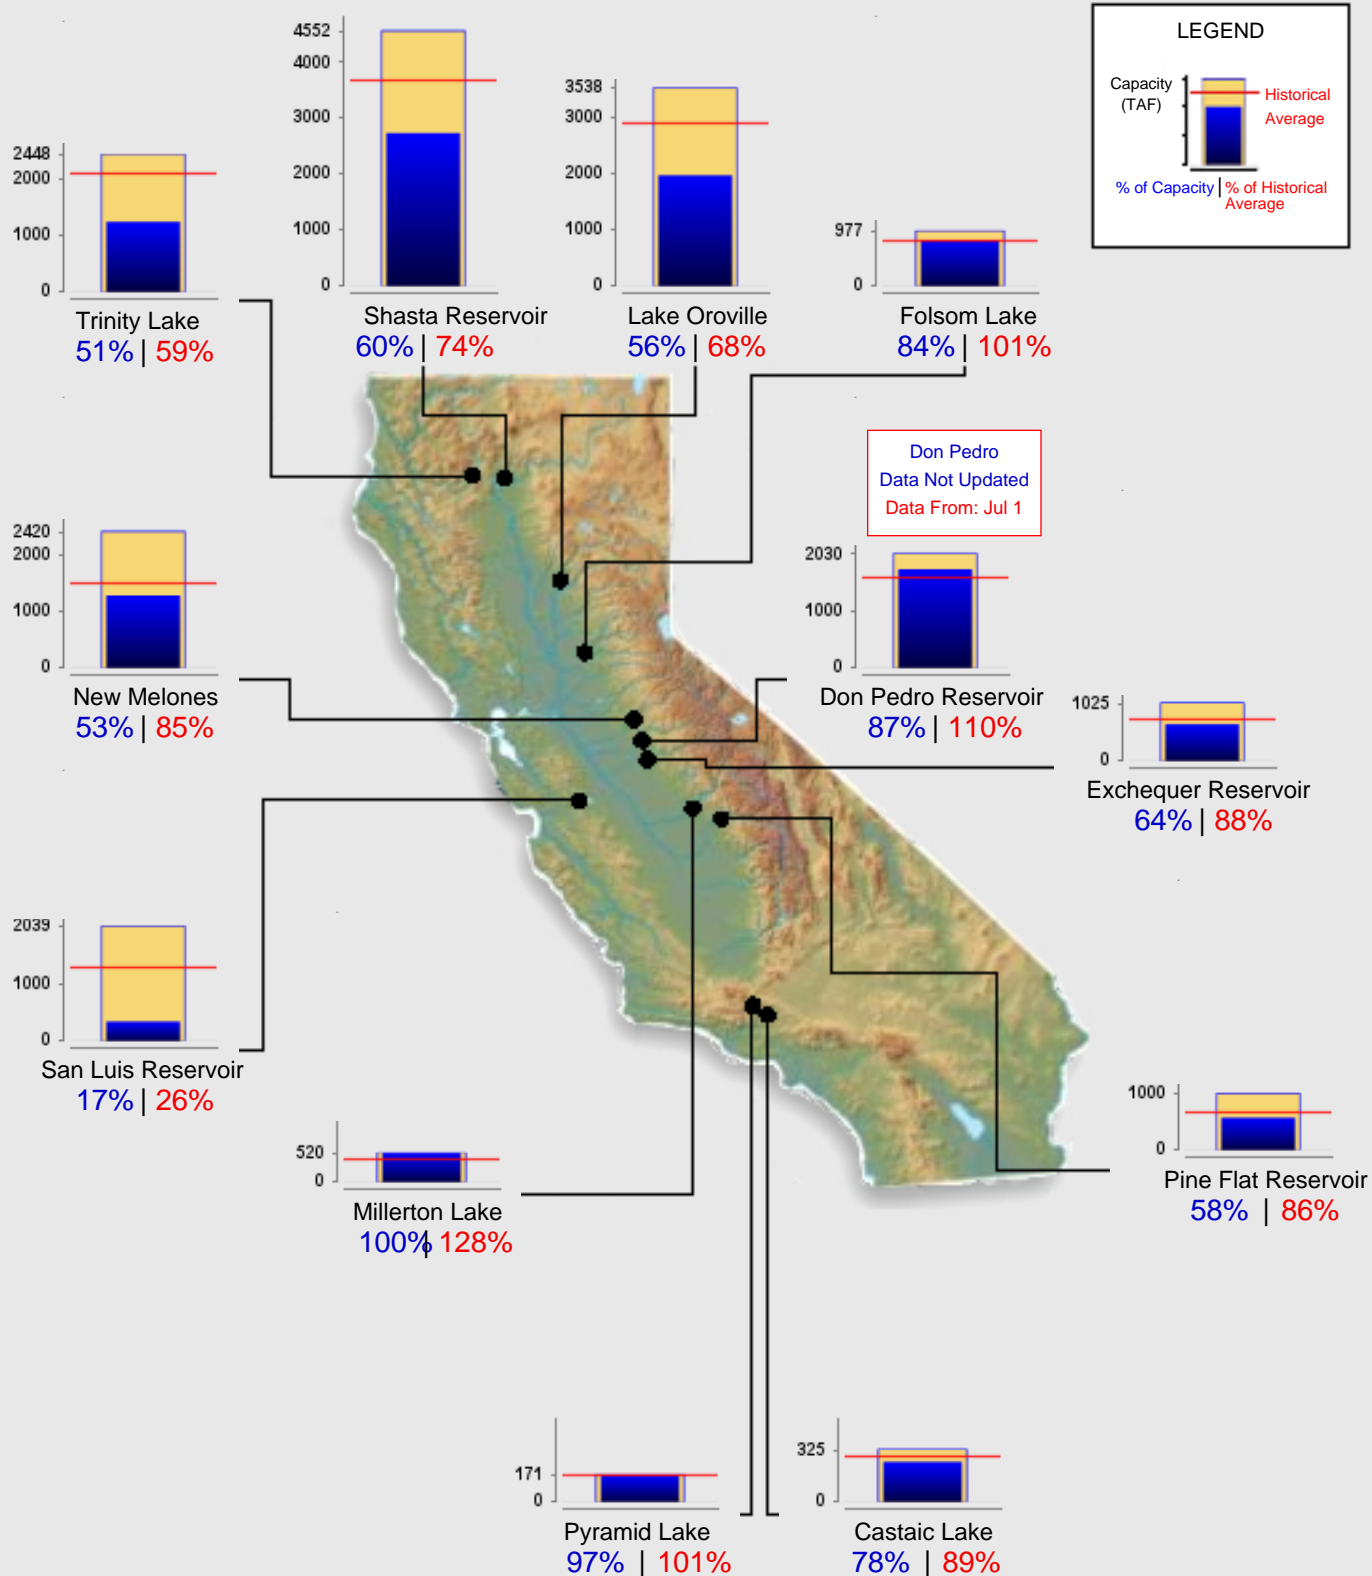 4552
4000
3000
2000
1000
0
Shasta Reservoir
60% | 74%
3538
3000
2000
1000
0
Lake Oroville
56% | 68%
LEGEND
Capacity
(TAF)
Historical
Average
% of Capacity | % of Historical
Average
2448
2000
1000
0
Trinity Lake
51% | 59%
977
0
Folsom Lake
84% | 101%
Don Pedro
Data Not Updated
Data From: Jul 1
2420
2000
1000
0
New Melones
53% | 85%
2030
1000
0
Don Pedro Reservoir
87% | 110%
1025
0
Exchequer Reservoir
64% | 88%
2039
1000
0
San Luis Reservoir
17% | 26%
520
0
Millerton Lake
100% | 128%
1000
0
Pine Flat Reservoir
58% | 86%
171
0
Pyramid Lake
97% | 101%
325
0
Castaic Lake
78% | 89%